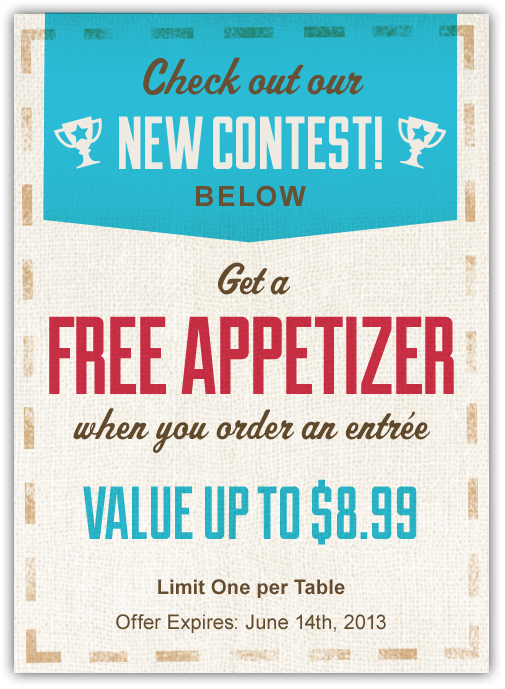 Check out our
NEW CONTEST!
BELOW
Get a
FREE APPETIZER
when you order an entrée
VALUE UP TO $8.99
Limit One per Table
Offer Expires: June 14th, 2013